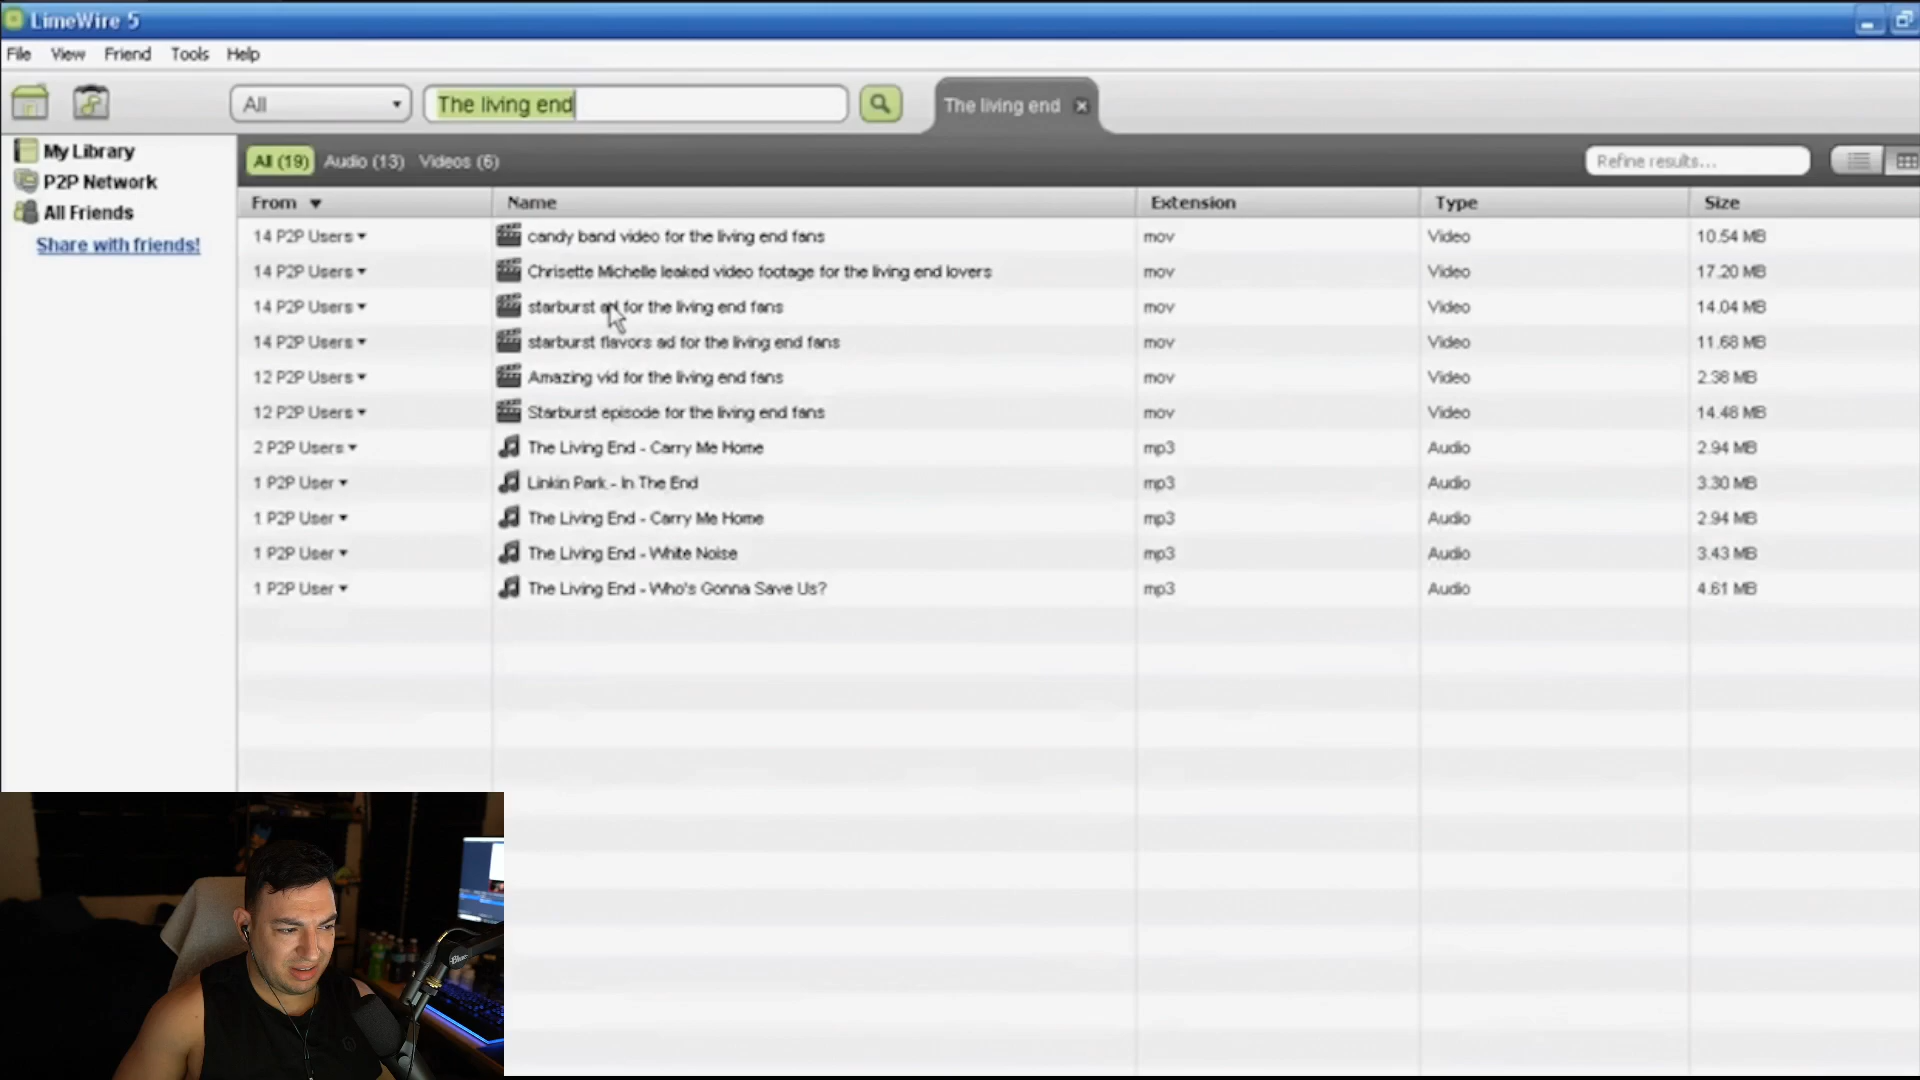 LimeWire 5
File View Friend Tools Help
All The living end The living end
My Library
P2P Network
All Friends
Share with friends!
All (19) Audio (13) Videos (6) Refine results...
From Name Extension Type Size
14 P2P Users candy band video for the living end fans mov Video 10.54 MB
14 P2P Users Chrisette Michelle leaked video footage for the living end lovers mov Video 17.20 MB
14 P2P Users starburst ad for the living end fans mov Video 14.04 MB
14 P2P Users starburst flavors ad for the living end fans mov Video 11.68 MB
12 P2P Users Amazing vid for the living end fans mov Video 2.38 MB
12 P2P Users Starburst episode for the living end fans mov Video 14.48 MB
2 P2P Users The Living End - Carry Me Home mp3 Audio 2.94 MB
1 P2P User Linkin Park - In The End mp3 Audio 3.30 MB
1 P2P User The Living End - Carry Me Home mp3 Audio 2.94 MB
1 P2P User The Living End - White Noise mp3 Audio 3.43 MB
1 P2P User The Living End - Who's Gonna Save Us? mp3 Audio 4.61 MB
Blue